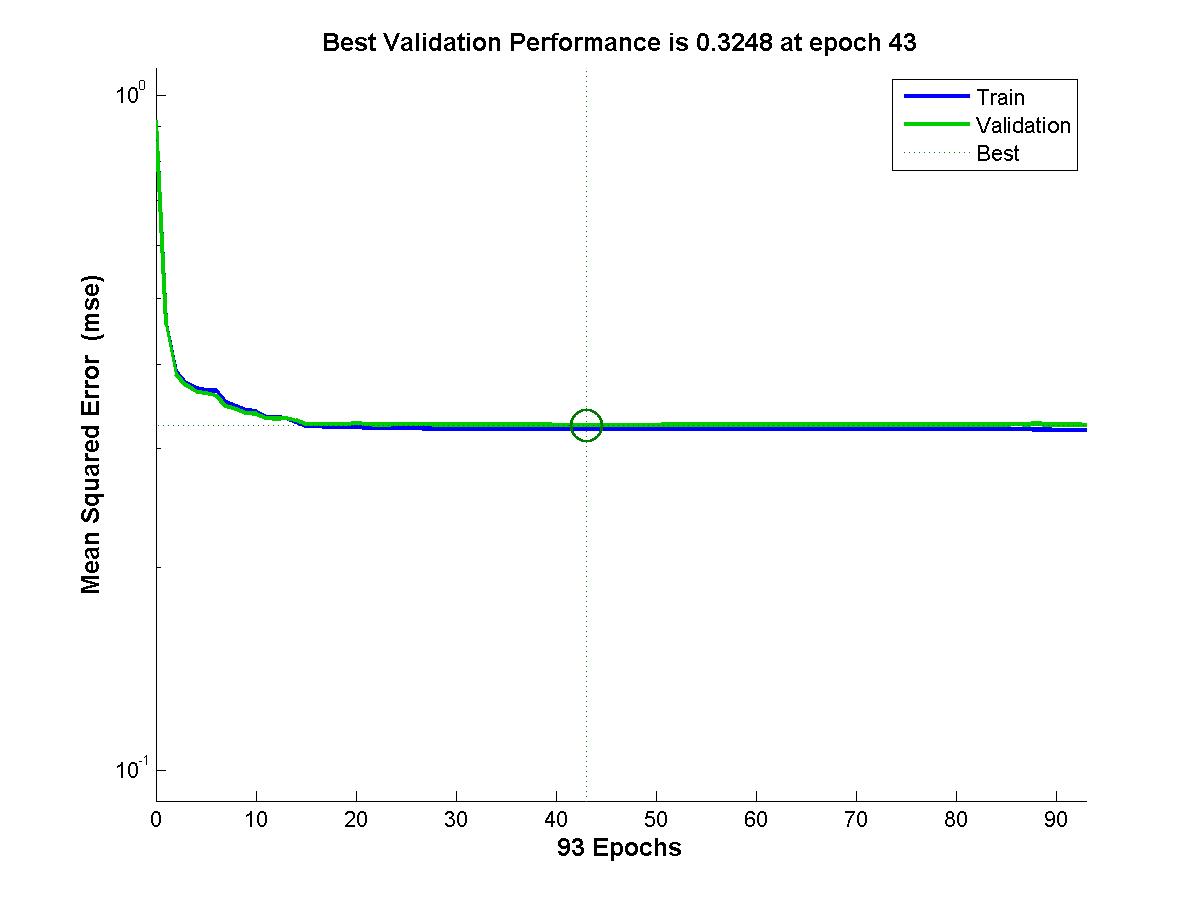 Best Validation Performance is 0.3248 at epoch 43
10^0
Train
Validation
Best
Mean Squared Error (mse)
10^-1
0 10 20 30 40 50 60 70 80 90
93 Epochs